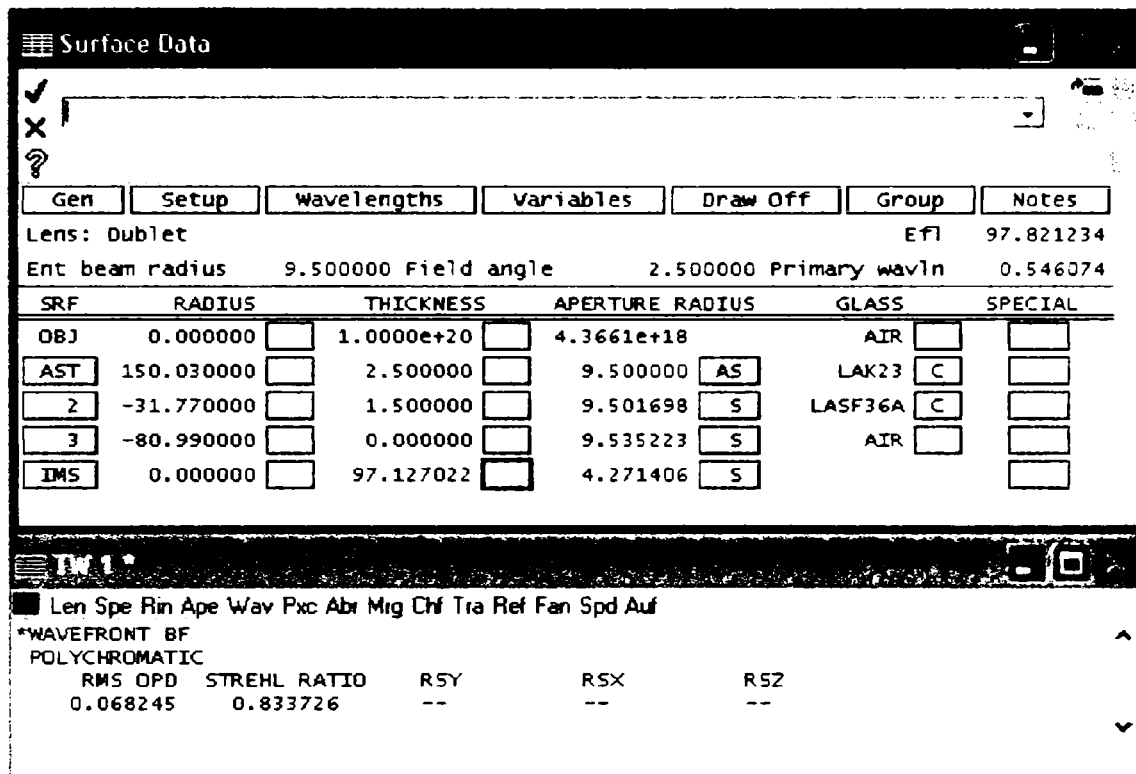 Surface Data
Gen Setup Wavelengths Variables Draw Off Group Notes
Lens: Dublet Efl 97.821234
Ent beam radius 9.500000 Field angle 2.500000 Primary wavln 0.546074
SRF RADIUS THICKNESS APERTURE RADIUS GLASS SPECIAL
OBJ 0.000000 1.0000e+20 4.3661e+18 AIR
AST 150.030000 2.500000 9.500000 AS LAK23 C
2 -31.770000 1.500000 9.501698 S LASF36A C
3 -80.990000 0.000000 9.535223 S AIR
IMS 0.000000 97.127022 4.271406 S
TW 1 *
Len Spe Rin Ape Wav Pxc Abr Mrg Chf Tra Ref Fan Spd Auf
*WAVEFRONT BF
POLYCHROMATIC
RMS OPD STREHL RATIO RSY RSX RSZ
0.068245 0.833726 -- -- --